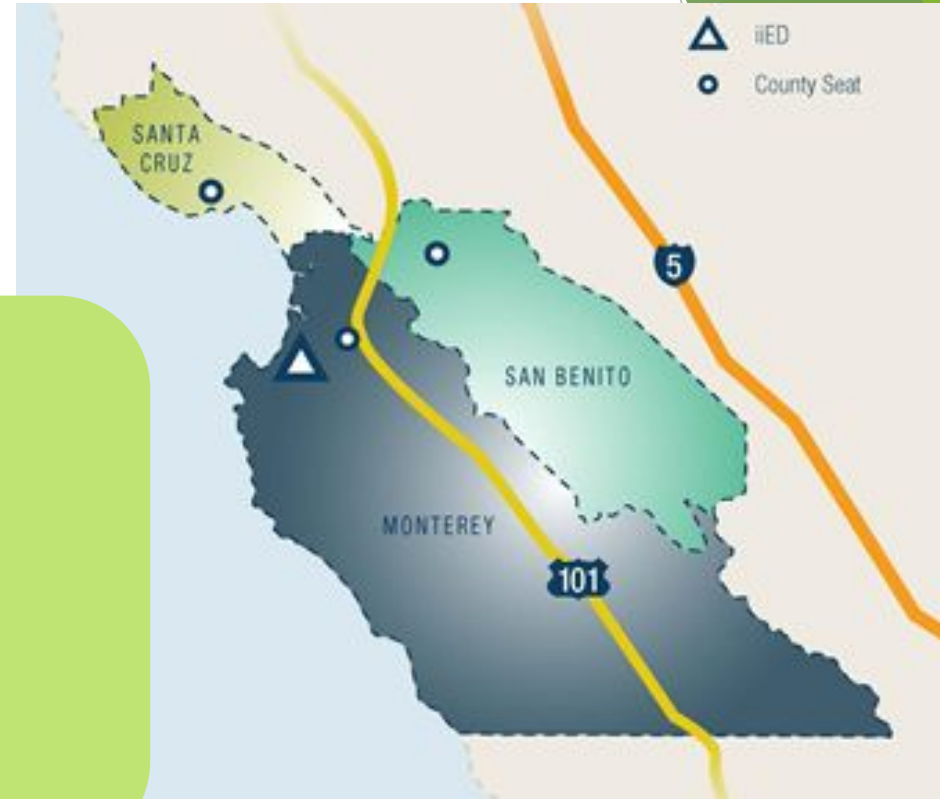 iiED
County Seat
SANTA
CRUZ
5
SAN BENITO
MONTEREY
101